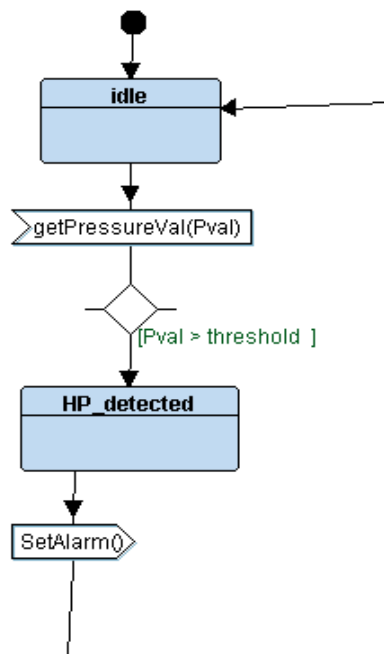 idle
getPressureVal(Pval)
[Pval > threshold  ]
HP_detected
SetAlarm()